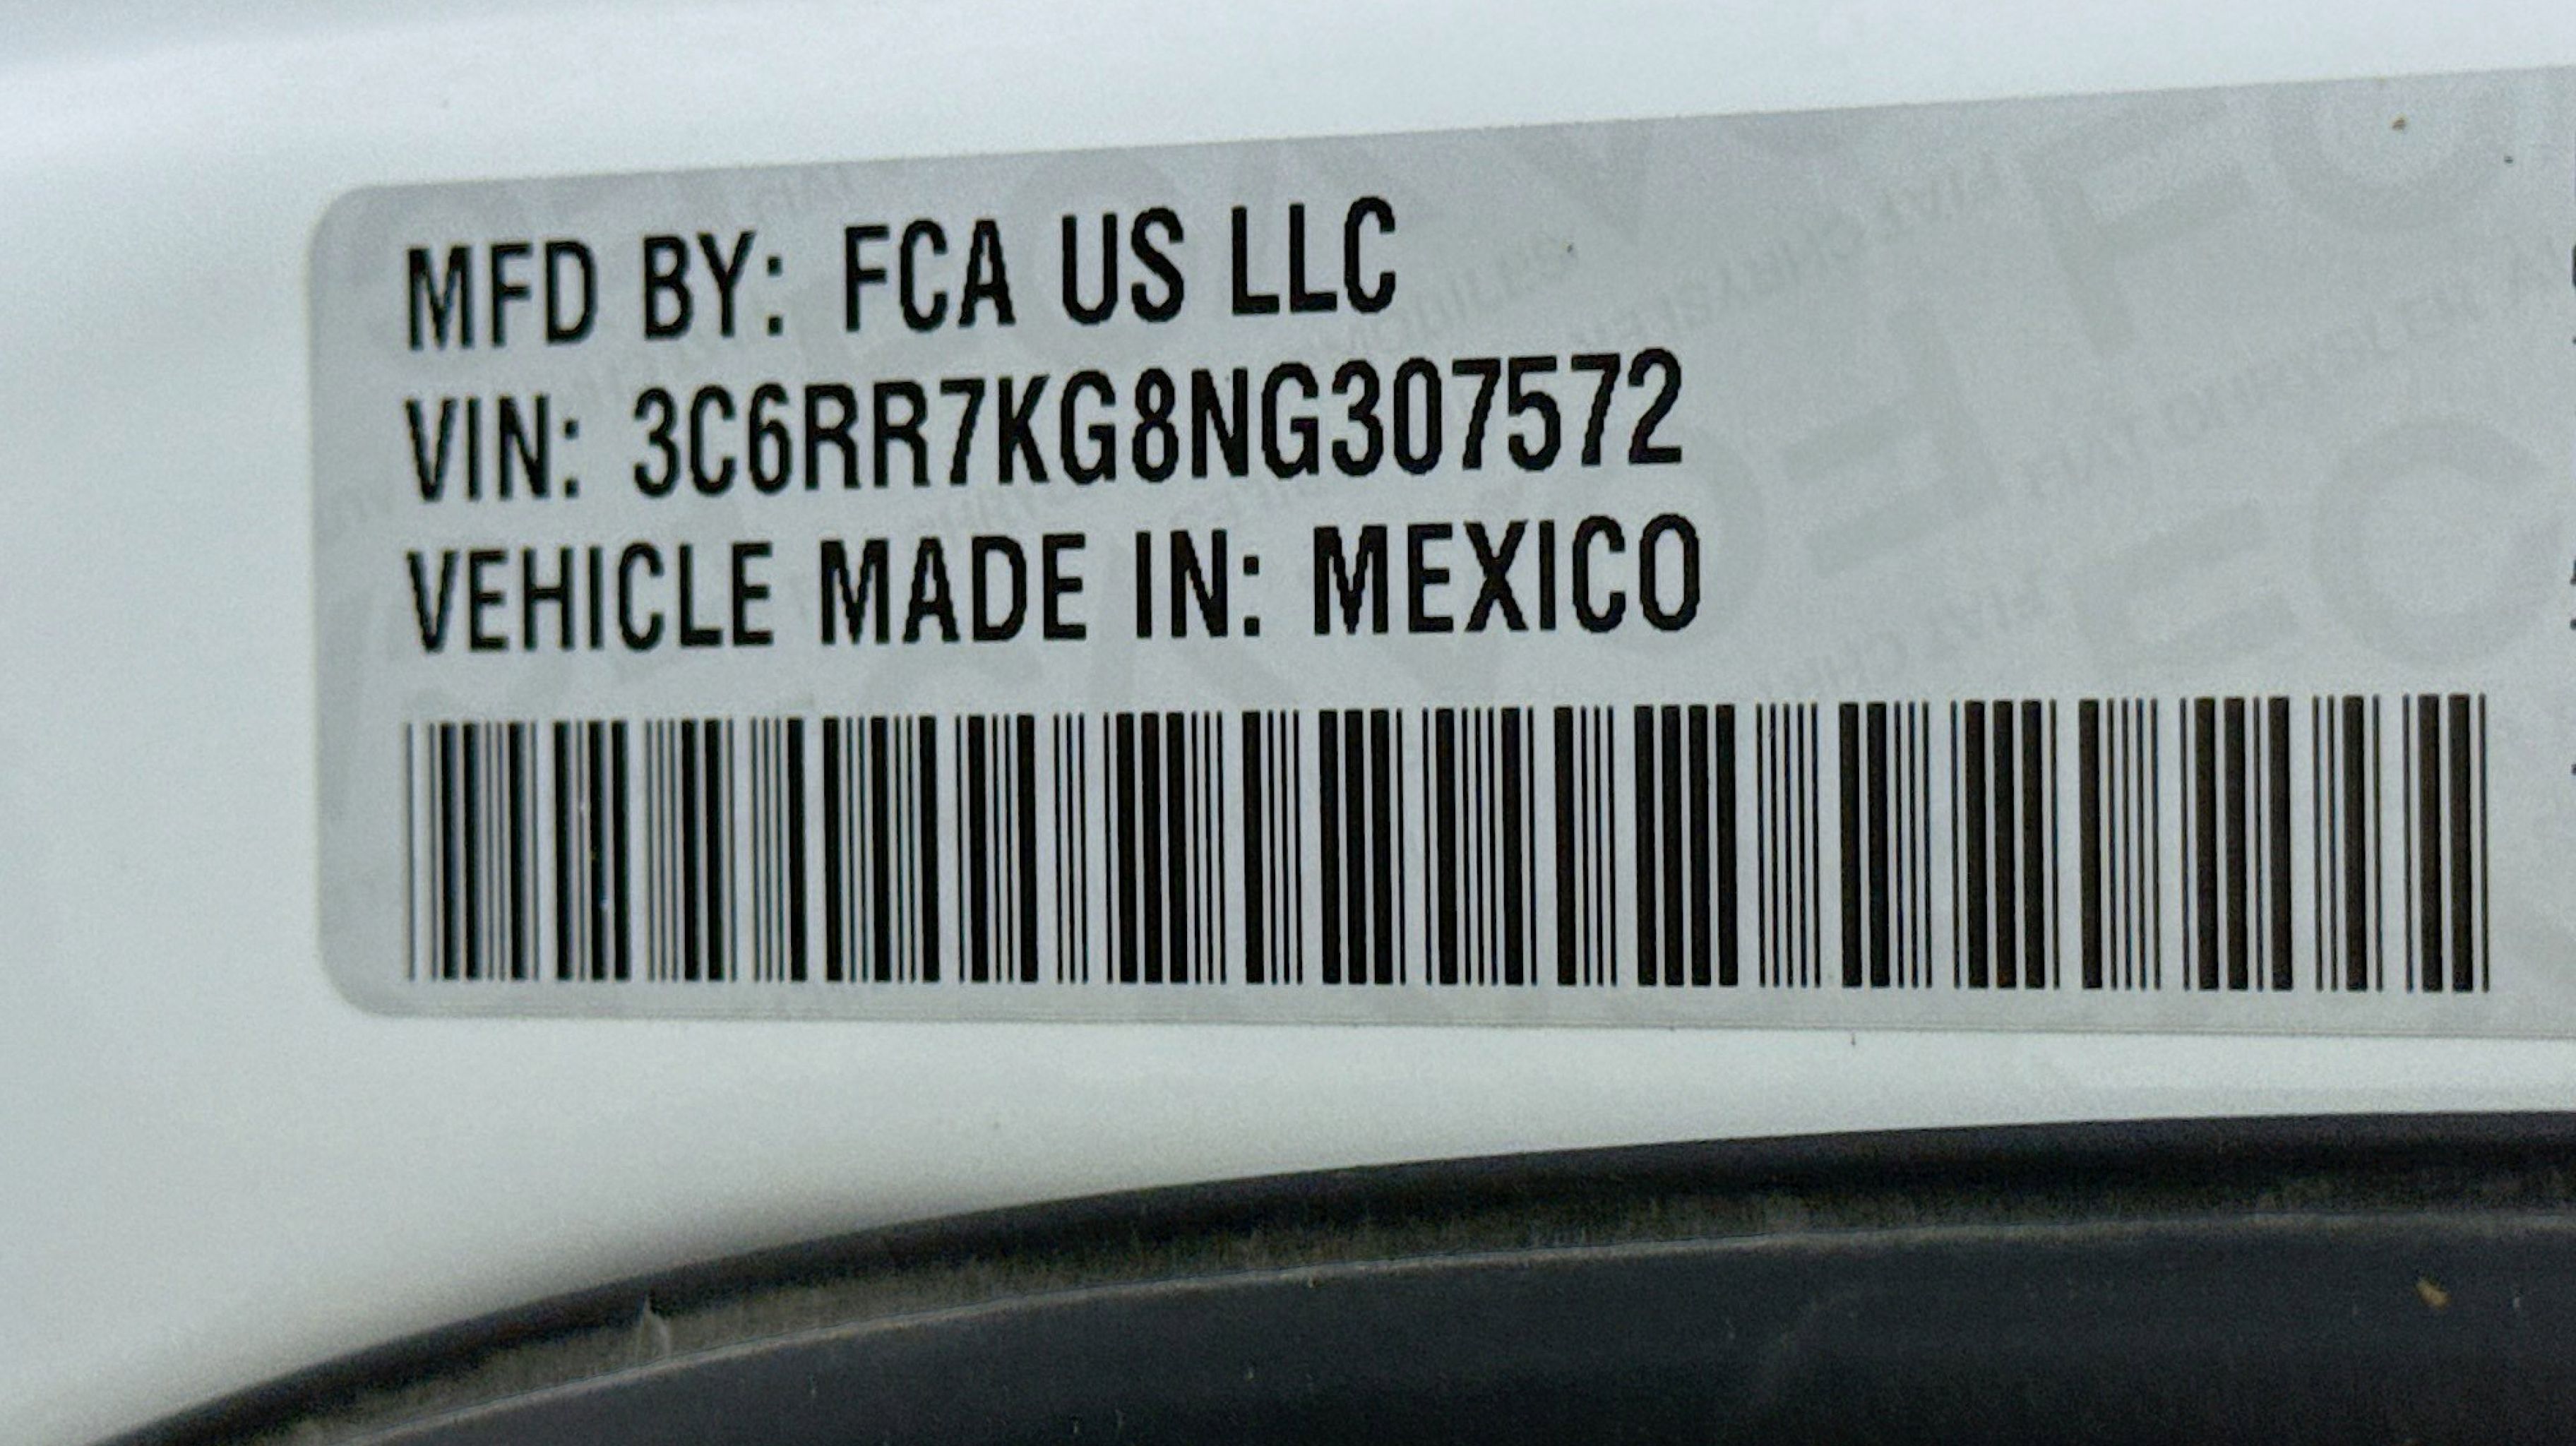 MFD BY: FCA US LLC
VIN: 3C6RR7KG8NG307572
VEHICLE MADE IN: MEXICO